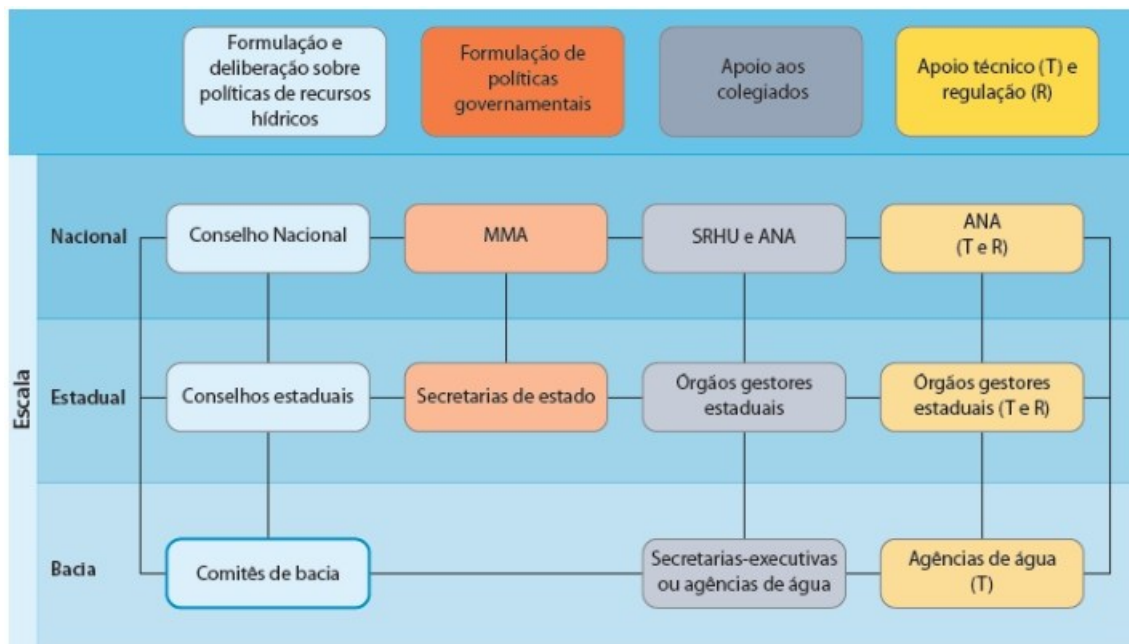 Formulação e
deliberação sobre
políticas de recursos
hídricos
Formulação de
políticas
governamentais
Apoio aos
colegiados
Apoio técnico (T) e
regulação (R)
Escala
Nacional
Conselho Nacional
MMA
SRHU e ANA
ANA
(T e R)
Estadual
Conselhos estaduais
Secretarias de estado
Órgãos gestores
estaduais
Órgãos gestores
estaduais (T e R)
Bacia
Comitês de bacia
Secretarias-executivas
ou agências de água
Agências de água
(T)